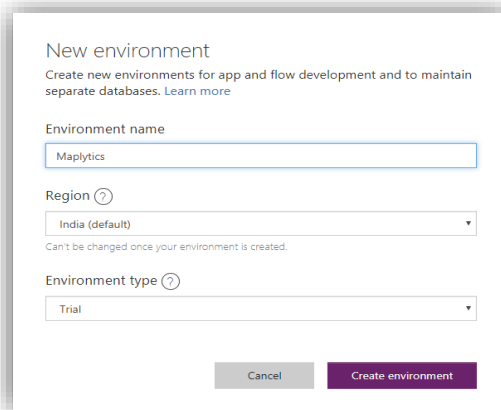 New environment
Create new environments for app and flow development and to maintain
separate databases. Learn more
Environment name
Maplytics
Region ?
India (default)
Can't be changed once your environment is created.
Environment type ?
Trial
Cancel
Create environment